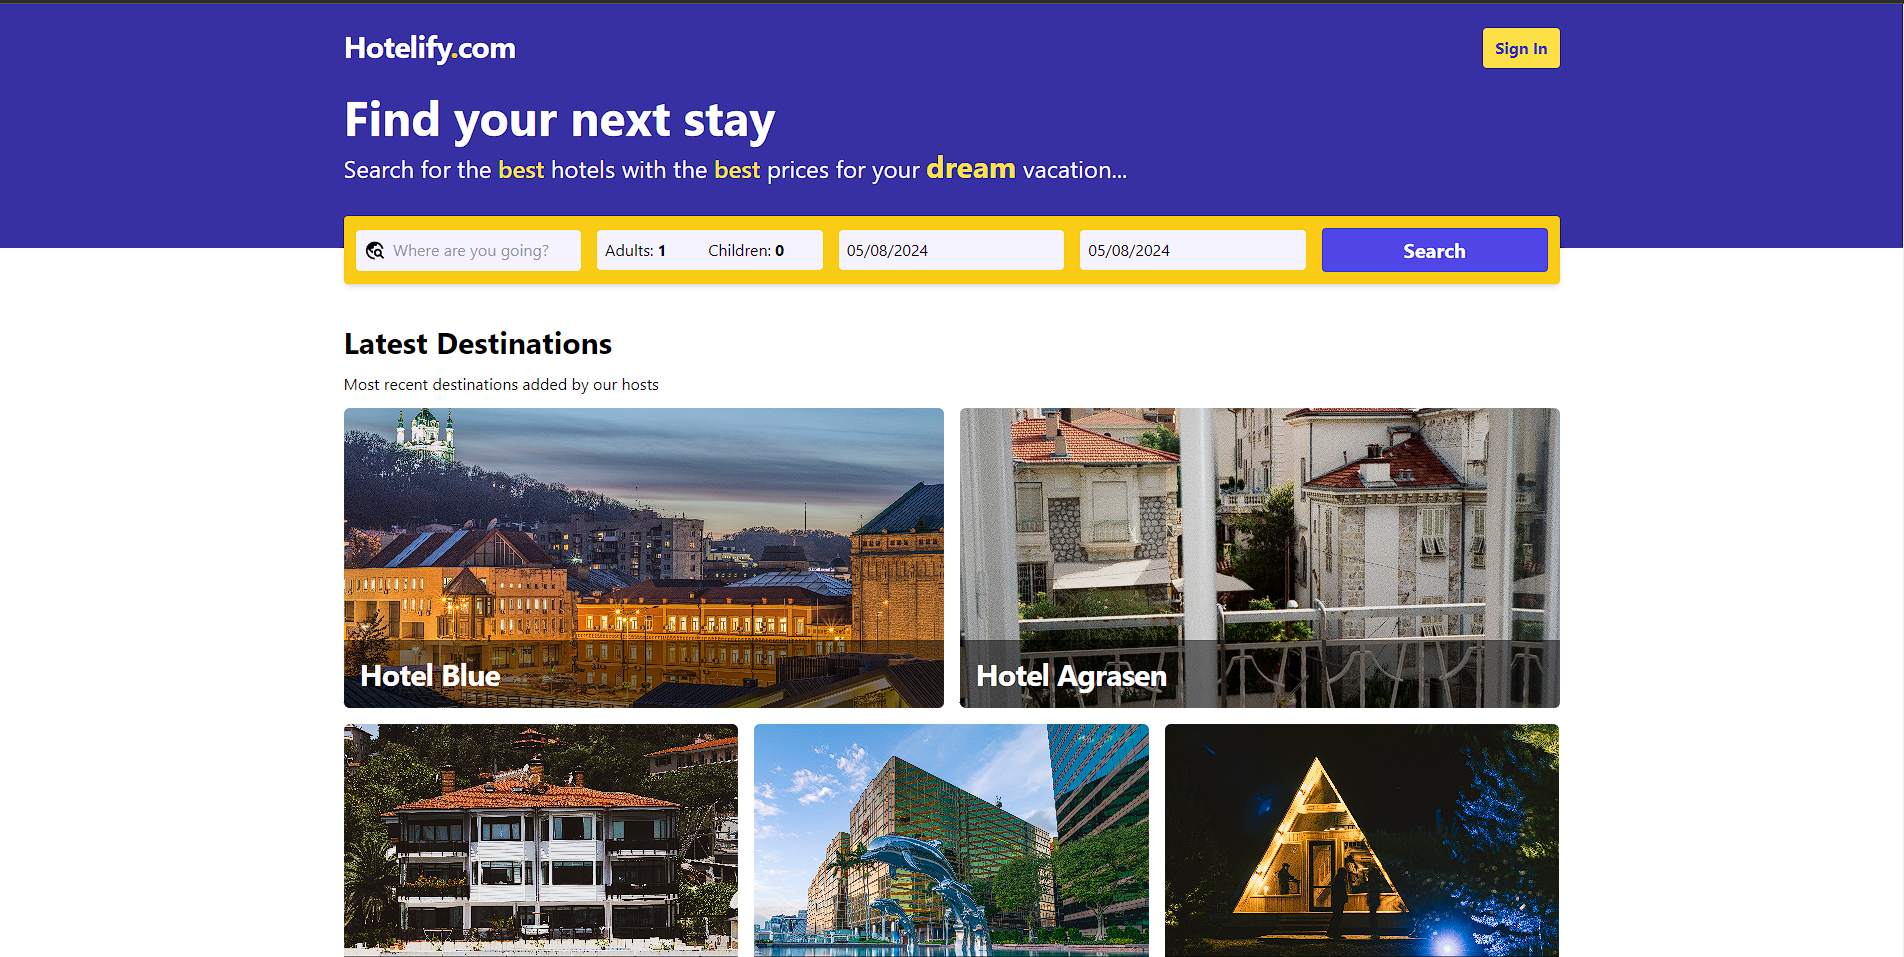 Hotelify.com
Sign In
Find your next stay
Search for the best hotels with the best prices for your dream vacation...
Where are you going?
Adults: 1 Children: 0
05/08/2024
05/08/2024
Search
Latest Destinations
Most recent destinations added by our hosts
Hotel Blue
Hotel Agrasen